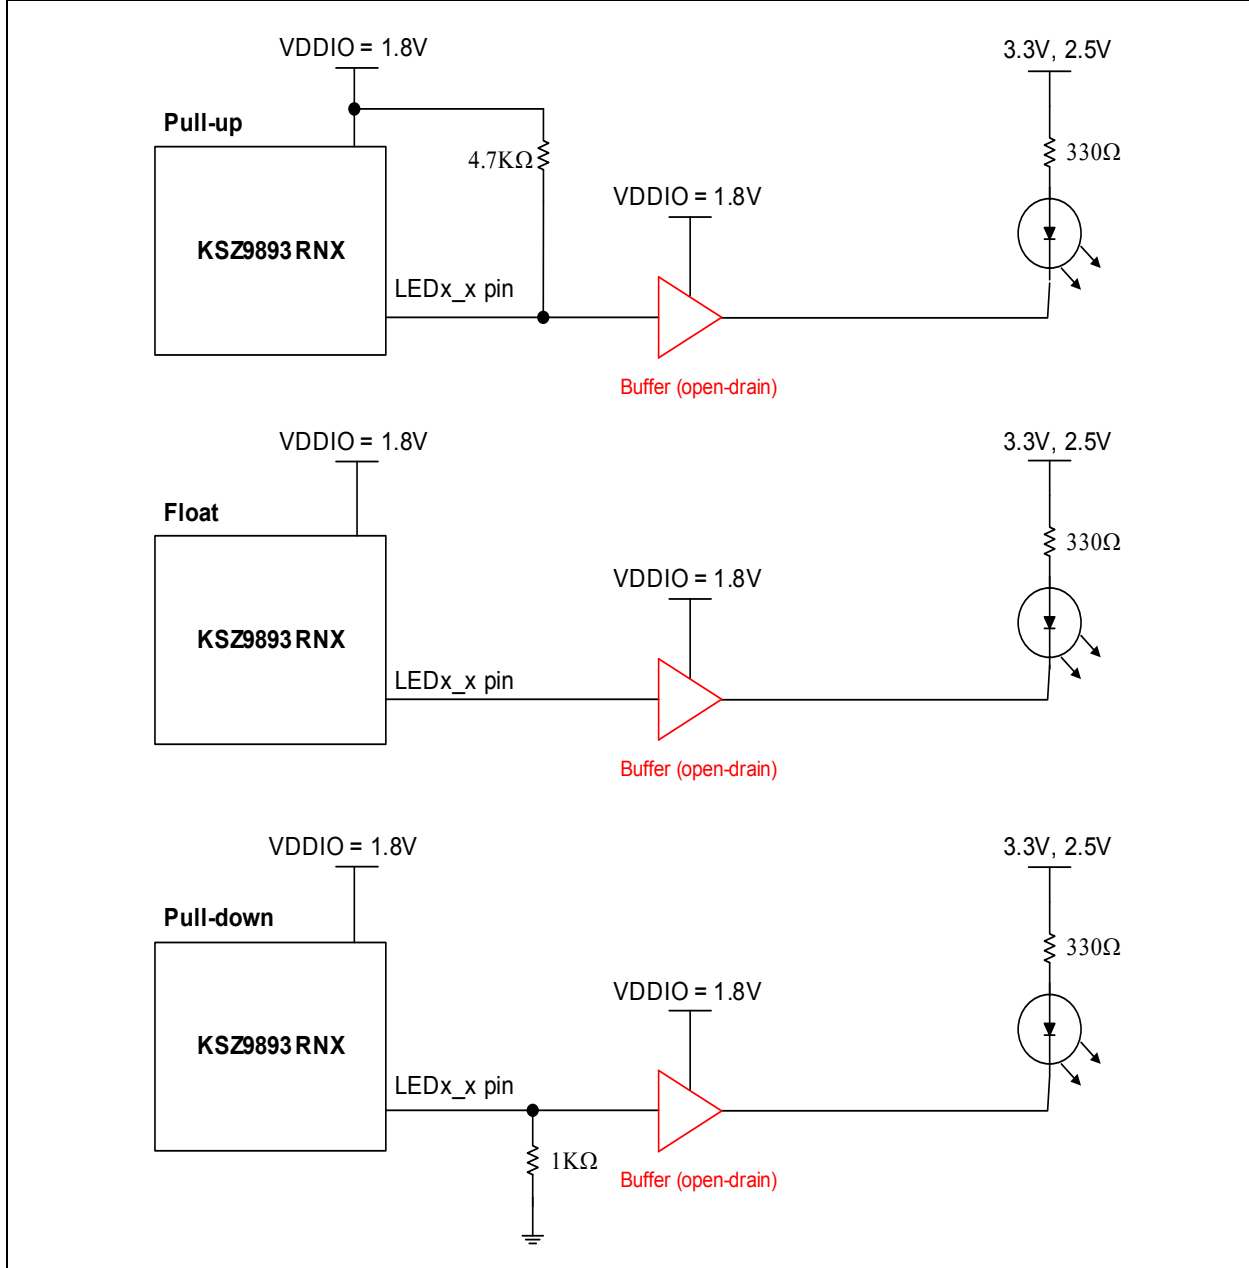 VDDIO = 1.8V
3.3V, 2.5V
Pull-up
4.7KΩ
330Ω
VDDIO = 1.8V
KSZ9893RNX
LEDx_x pin
Buffer (open-drain)
VDDIO = 1.8V
3.3V, 2.5V
Float
330Ω
VDDIO = 1.8V
KSZ9893RNX
LEDx_x pin
Buffer (open-drain)
VDDIO = 1.8V
3.3V, 2.5V
Pull-down
330Ω
VDDIO = 1.8V
KSZ9893RNX
LEDx_x pin
1KΩ
Buffer (open-drain)